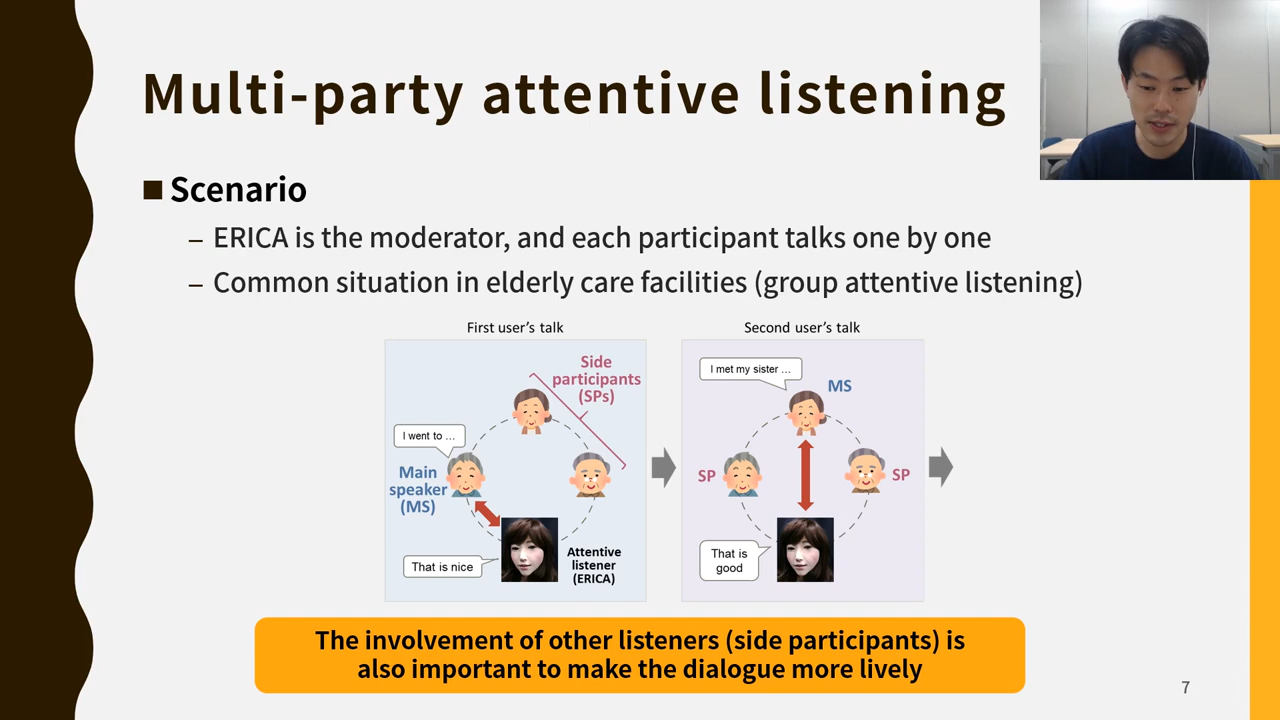 Multi-party attentive listening
Scenario
– ERICA is the moderator, and each participant talks one by one
– Common situation in elderly care facilities (group attentive listening)
First user's talk
Side
participants
(SPs)
I went to ...
Main
speaker
(MS)
That is nice
Attentive
listener
(ERICA)
Second user's talk
I met my sister ...
MS
SP
SP
That is
good
The involvement of other listeners (side participants) is
also important to make the dialogue more lively
7